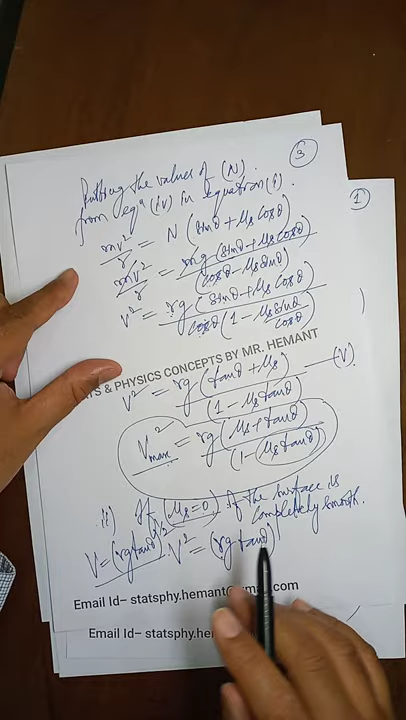 ③
Putting the values of (N)
from eqⁿ (iv) in equation (i).
mv²/r = N (sinθ + μs cosθ)
mv²/r = mg (sinθ + μs cosθ) / (cosθ - μs sinθ)
v² = rg (sinθ + μs cosθ) / cosθ (1 - μs sinθ/cosθ)
①
& PHYSICS CONCEPTS BY MR. HEMANT
v² = rg (tanθ + μs) / (1 - μs tanθ) — (V).
V²max = rg (μs + tanθ) / (1 - μs tanθ)
ii) If (μs = 0) if the surface is
completely smooth.
V = (rg tanθ)^1/2 V² = (rg tanθ)
Email Id– statsphy.hemant@gmail.com
Email Id– statsphy.he